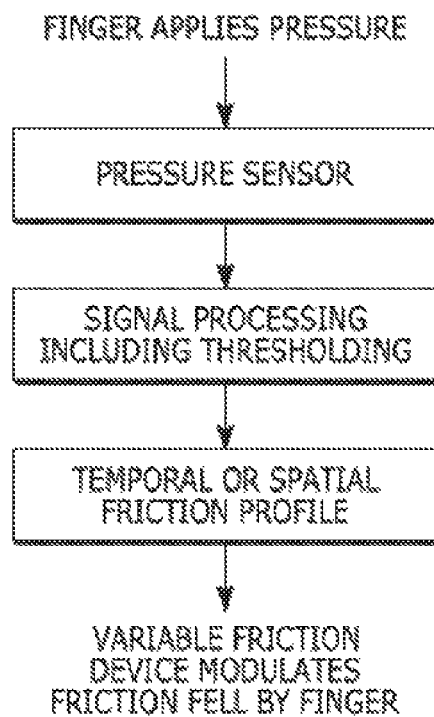 FINGER APPLIES PRESSURE
PRESSURE SENSOR
SIGNAL PROCESSING
INCLUDING THRESHOLDING
TEMPORAL OR SPATIAL
FRICTION PROFILE
VARIABLE FRICTION
DEVICE MODULATES
FRICTION FELL BY FINGER